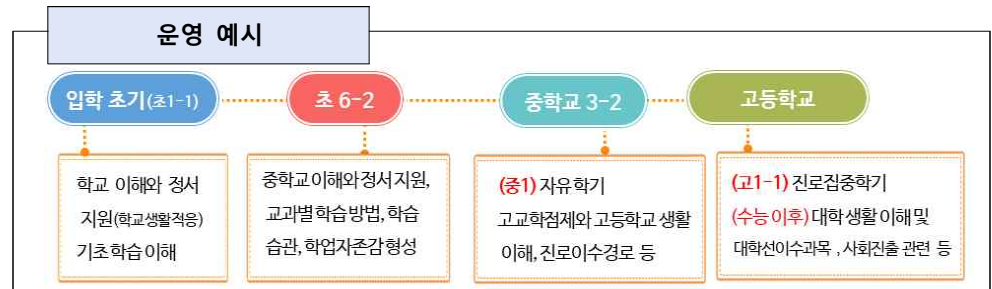 운영 예시
입학 초기(초1-1)
초 6-2
중학교 3-2
고등학교
학교 이해와 정서
지원(학교생활적응)
기초학습 이해
중학교이해와정서 지원,
교과별 학습 방법, 학습
습관, 학업자존감 형성
(중1) 자유학기
고교학점제와 고등학교 생활
이해, 진로이수경로 등
(고1-1) 진로집중학기
(수능 이후) 대학 생활 이해 및
대학선이수과목 , 사회진출 관련 등